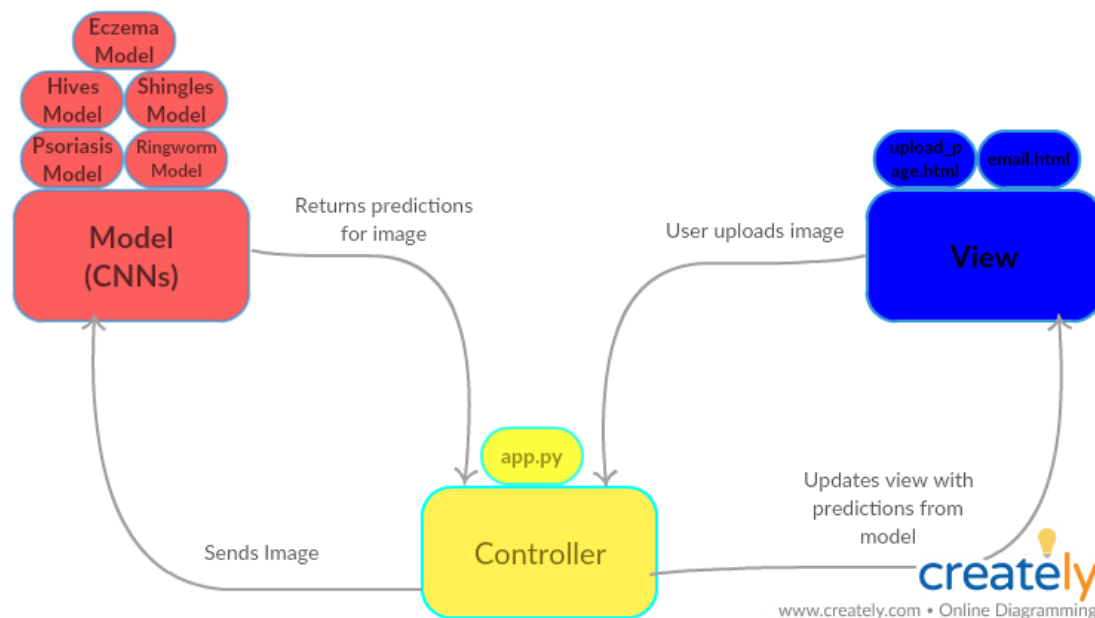 Eczema
Model
Hives
Model
Shingles
Model
Psoriasis
Model
Ringworm
Model
Model
(CNNs)
Returns predictions
for image
User uploads image
upload_p
age.html
email.html
View
app.py
Controller
Sends Image
Updates view with
predictions from
model
creately
www.creately.com • Online Diagramming